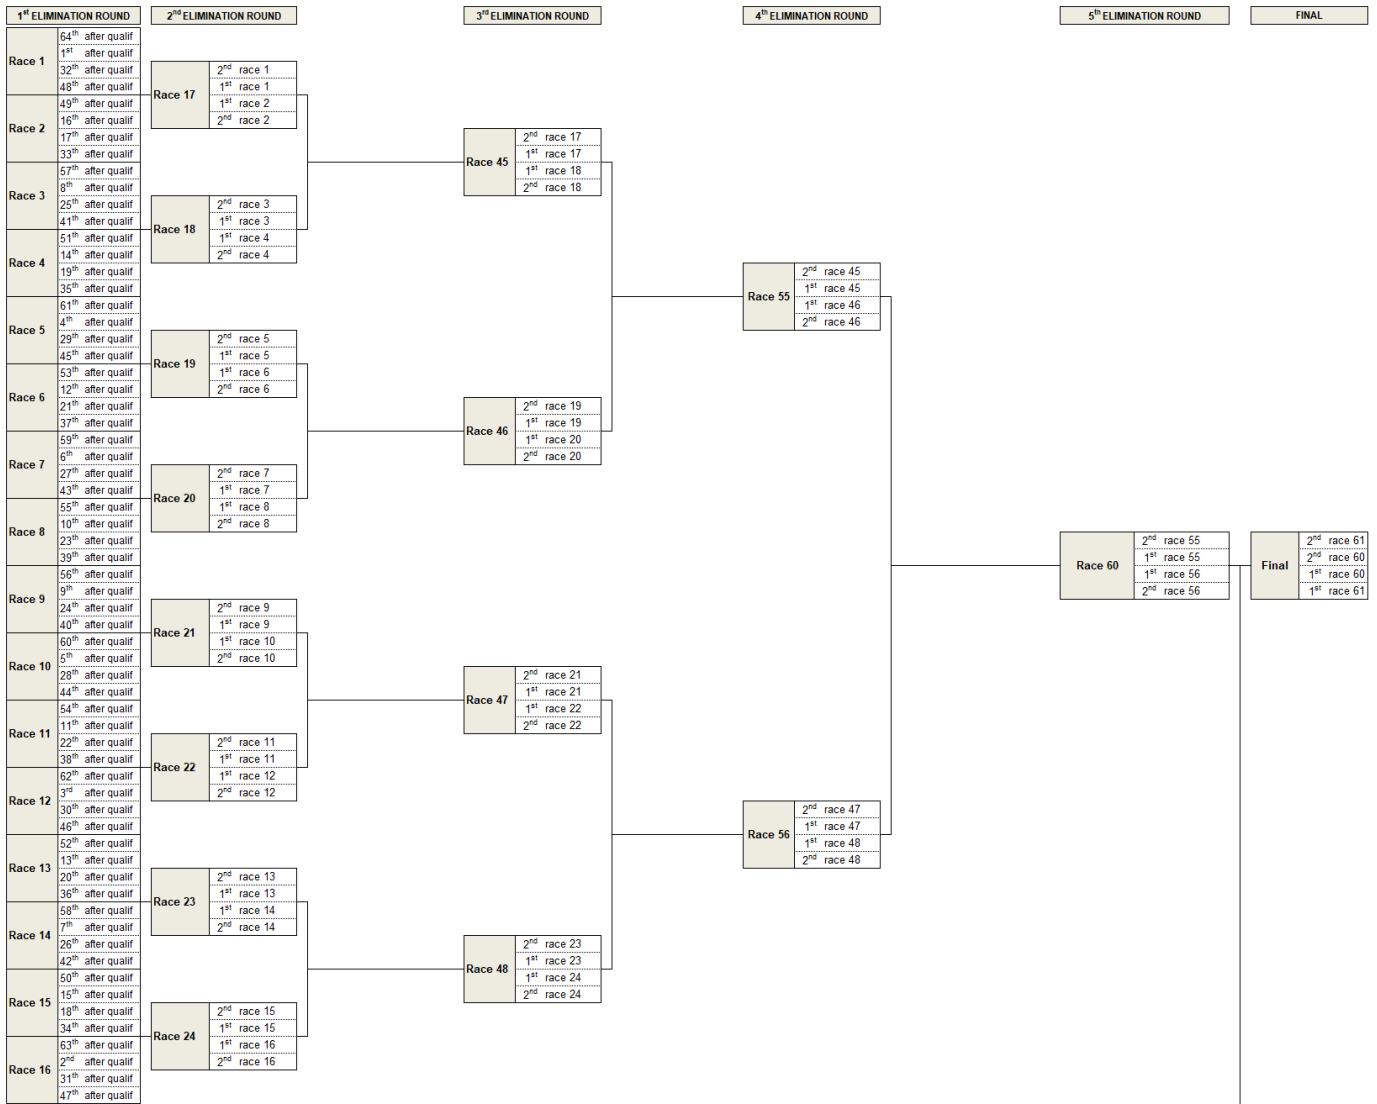 1st ELIMINATION ROUND
2nd ELIMINATION ROUND
3rd ELIMINATION ROUND
4th ELIMINATION ROUND
5th ELIMINATION ROUND
FINAL
Race 1
64th after qualif
1st after qualif
32th after qualif
48th after qualif
Race 2
49th after qualif
16th after qualif
17th after qualif
33th after qualif
Race 3
57th after qualif
8th after qualif
25th after qualif
41th after qualif
Race 4
51th after qualif
14th after qualif
19th after qualif
35th after qualif
Race 5
61th after qualif
4th after qualif
29th after qualif
45th after qualif
Race 6
53th after qualif
12th after qualif
21th after qualif
37th after qualif
Race 7
59th after qualif
6th after qualif
27th after qualif
43th after qualif
Race 8
55th after qualif
10th after qualif
23th after qualif
39th after qualif
Race 9
56th after qualif
9th after qualif
24th after qualif
40th after qualif
Race 10
60th after qualif
5th after qualif
28th after qualif
44th after qualif
Race 11
54th after qualif
11th after qualif
22th after qualif
38th after qualif
Race 12
62th after qualif
3rd after qualif
30th after qualif
46th after qualif
Race 13
52th after qualif
13th after qualif
20th after qualif
36th after qualif
Race 14
58th after qualif
7th after qualif
26th after qualif
42th after qualif
Race 15
50th after qualif
15th after qualif
18th after qualif
34th after qualif
Race 16
63th after qualif
2nd after qualif
31th after qualif
47th after qualif
Race 17
2nd race 1
1st race 1
1st race 2
2nd race 2
Race 18
2nd race 3
1st race 3
1st race 4
2nd race 4
Race 19
2nd race 5
1st race 5
1st race 6
2nd race 6
Race 20
2nd race 7
1st race 7
1st race 8
2nd race 8
Race 21
2nd race 9
1st race 9
1st race 10
2nd race 10
Race 22
2nd race 11
1st race 11
1st race 12
2nd race 12
Race 23
2nd race 13
1st race 13
1st race 14
2nd race 14
Race 24
2nd race 15
1st race 15
1st race 16
2nd race 16
Race 45
2nd race 17
1st race 17
1st race 18
2nd race 18
Race 46
2nd race 19
1st race 19
1st race 20
2nd race 20
Race 47
2nd race 21
1st race 21
1st race 22
2nd race 22
Race 48
2nd race 23
1st race 23
1st race 24
2nd race 24
Race 55
2nd race 45
1st race 45
1st race 46
2nd race 46
Race 56
2nd race 47
1st race 47
1st race 48
2nd race 48
Race 60
2nd race 55
1st race 55
1st race 56
2nd race 56
Final
2nd race 61
2nd race 60
1st race 60
1st race 61